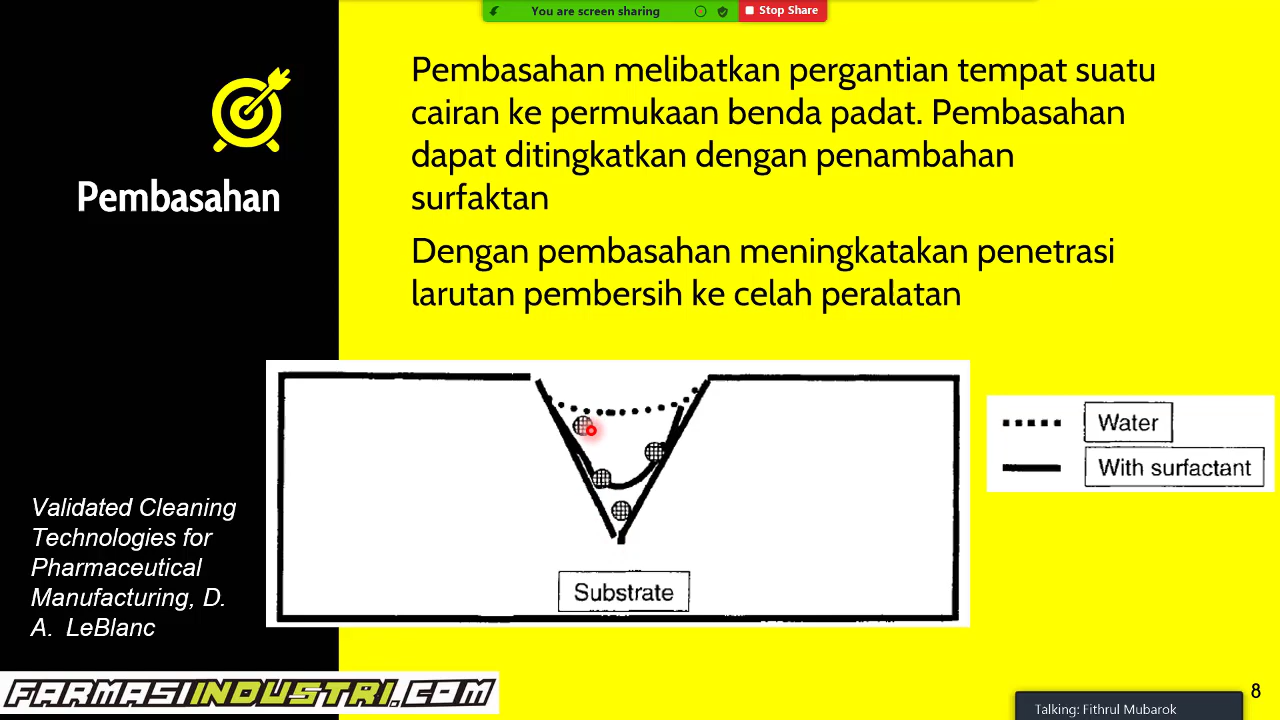 You are screen sharing
Stop Share
Pembasahan
Pembasahan melibatkan pergantian tempat suatu
cairan ke permukaan benda padat. Pembasahan
dapat ditingkatkan dengan penambahan
surfaktan
Dengan pembasahan meningkatakan penetrasi
larutan pembersih ke celah peralatan
Water
With surfactant
Substrate
Validated Cleaning
Technologies for
Pharmaceutical
Manufacturing, D.
A. LeBlanc
FARMASIINDUSTRI.COM
8
Talking: Fithrul Mubarok